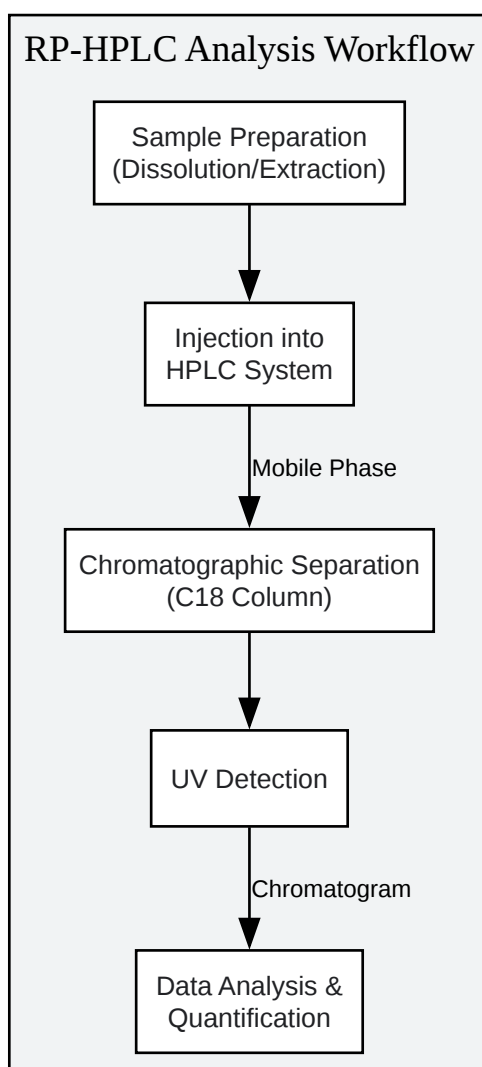 RP-HPLC Analysis Workflow
Sample Preparation
(Dissolution/Extraction)
Injection into
HPLC System
Mobile Phase
Chromatographic Separation
(C18 Column)
UV Detection
Chromatogram
Data Analysis &
Quantification